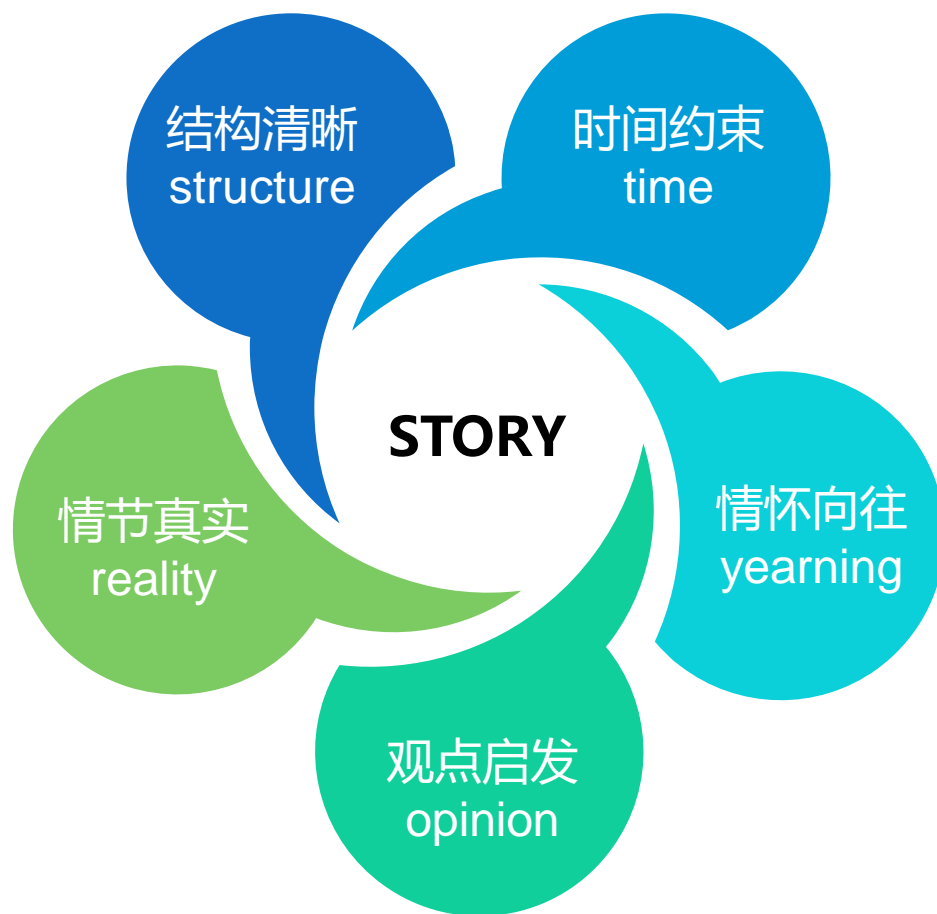 结构清晰
structure
时间约束
time
STORY
情怀向往
yearning
情节真实
reality
观点启发
opinion